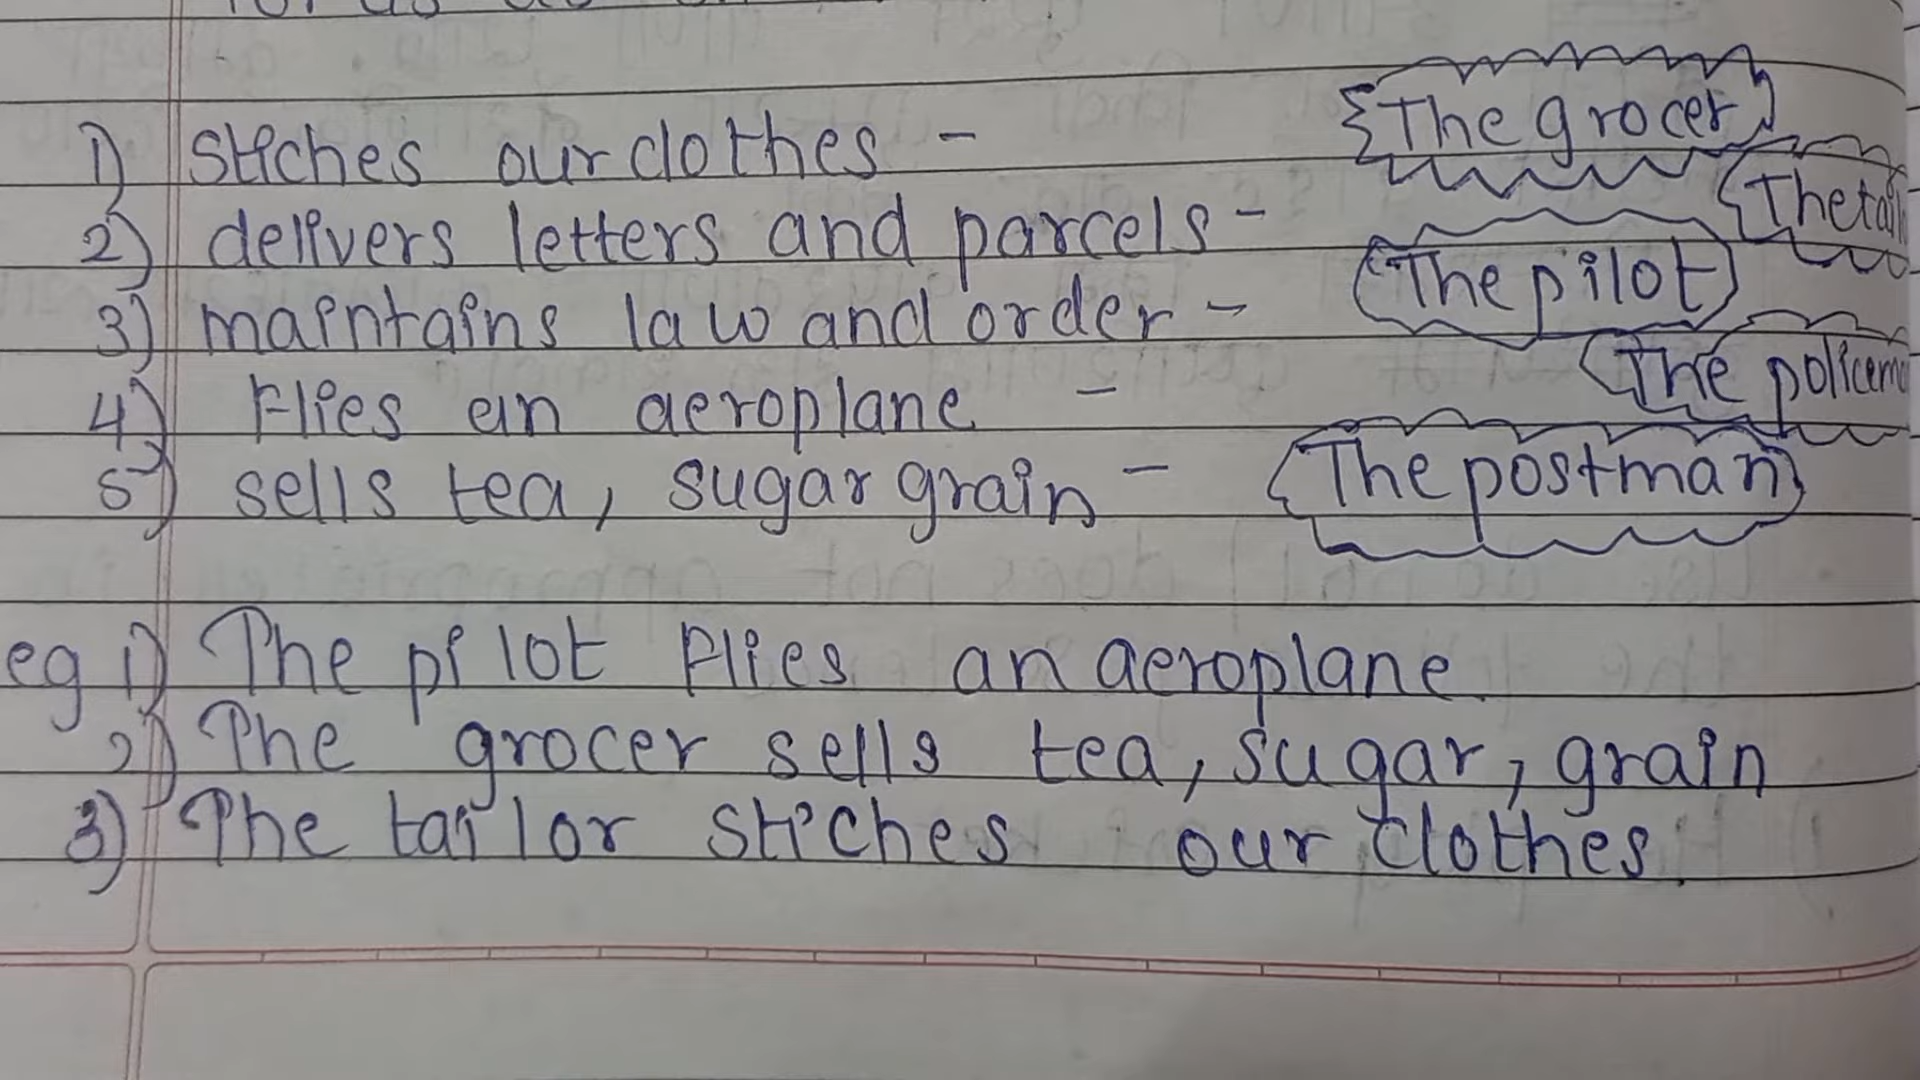 1) Stiches our clothes - The grocer
2) delivers letters and parcels - The
3) maintains law and order - The pilot
The
4) Flies an aeroplane -
5) sells tea, sugar grain - The postman
eg 1) The pilot Flies an aeroplane.
2) The grocer sells tea, sugar, grain
3) The tailor stiches our clothes.